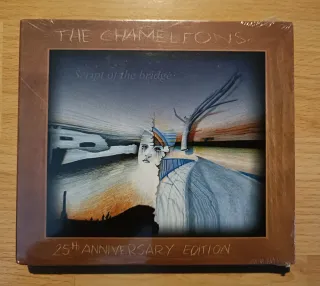 THE CHAMELEONS.
Script of the bridge
25th ANNIVERSARY EDITION